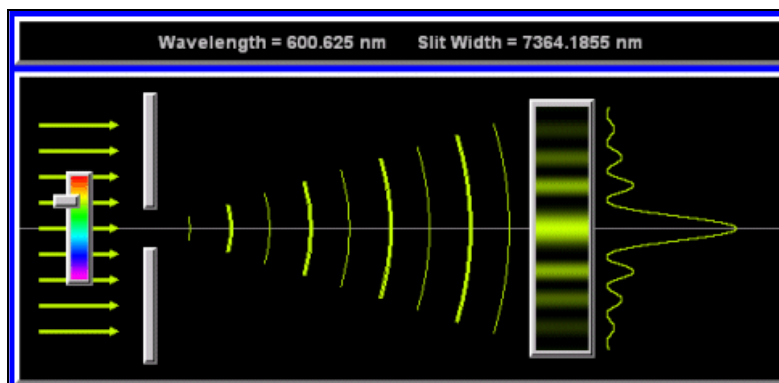 Wavelength = 600.625 nm Slit Width = 7364.1855 nm